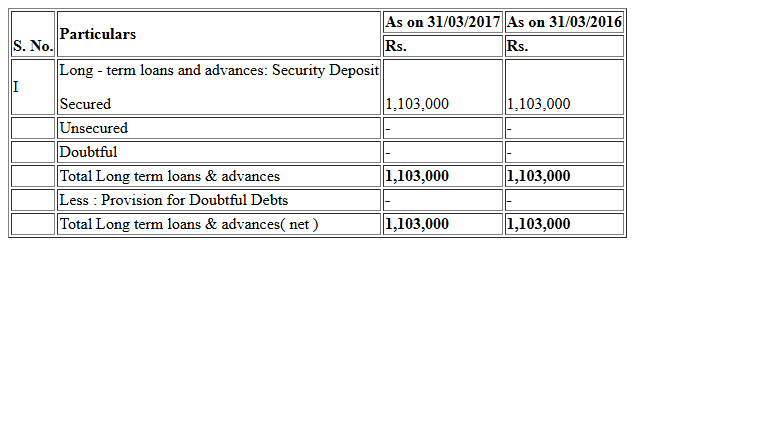 S. No. Particulars As on 31/03/2017 As on 31/03/2016
Rs. Rs.
I Long - term loans and advances: Security Deposit
Secured 1,103,000 1,103,000
Unsecured - -
Doubtful - -
Total Long term loans & advances 1,103,000 1,103,000
Less : Provision for Doubtful Debts - -
Total Long term loans & advances( net ) 1,103,000 1,103,000